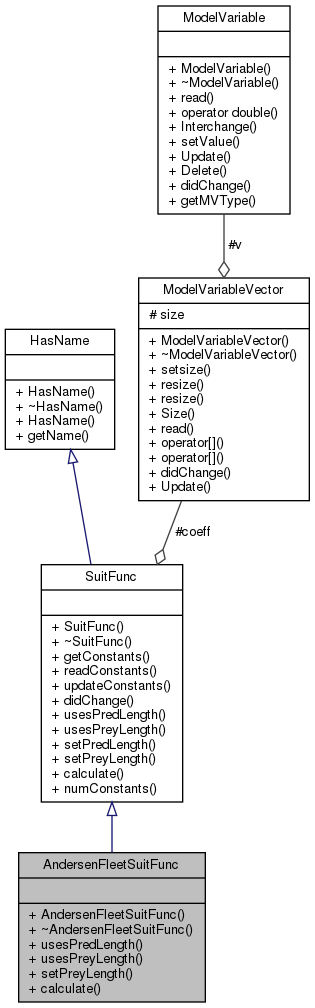 ModelVariable
+ ModelVariable()
+ ~ModelVariable()
+ read()
+ operator double()
+ Interchange()
+ setValue()
+ Update()
+ Delete()
+ didChange()
+ getMVType()
#v
ModelVariableVector
# size
+ ModelVariableVector()
+ ~ModelVariableVector()
+ setsize()
+ resize()
+ resize()
+ Size()
+ read()
+ operator[]()
+ operator[]()
+ didChange()
+ Update()
HasName
+ HasName()
+ ~HasName()
+ HasName()
+ getName()
#coeff
SuitFunc
+ SuitFunc()
+ ~SuitFunc()
+ getConstants()
+ readConstants()
+ updateConstants()
+ didChange()
+ usesPredLength()
+ usesPreyLength()
+ setPredLength()
+ setPreyLength()
+ calculate()
+ numConstants()
AndersenFleetSuitFunc
+ AndersenFleetSuitFunc()
+ ~AndersenFleetSuitFunc()
+ usesPredLength()
+ usesPreyLength()
+ setPreyLength()
+ calculate()